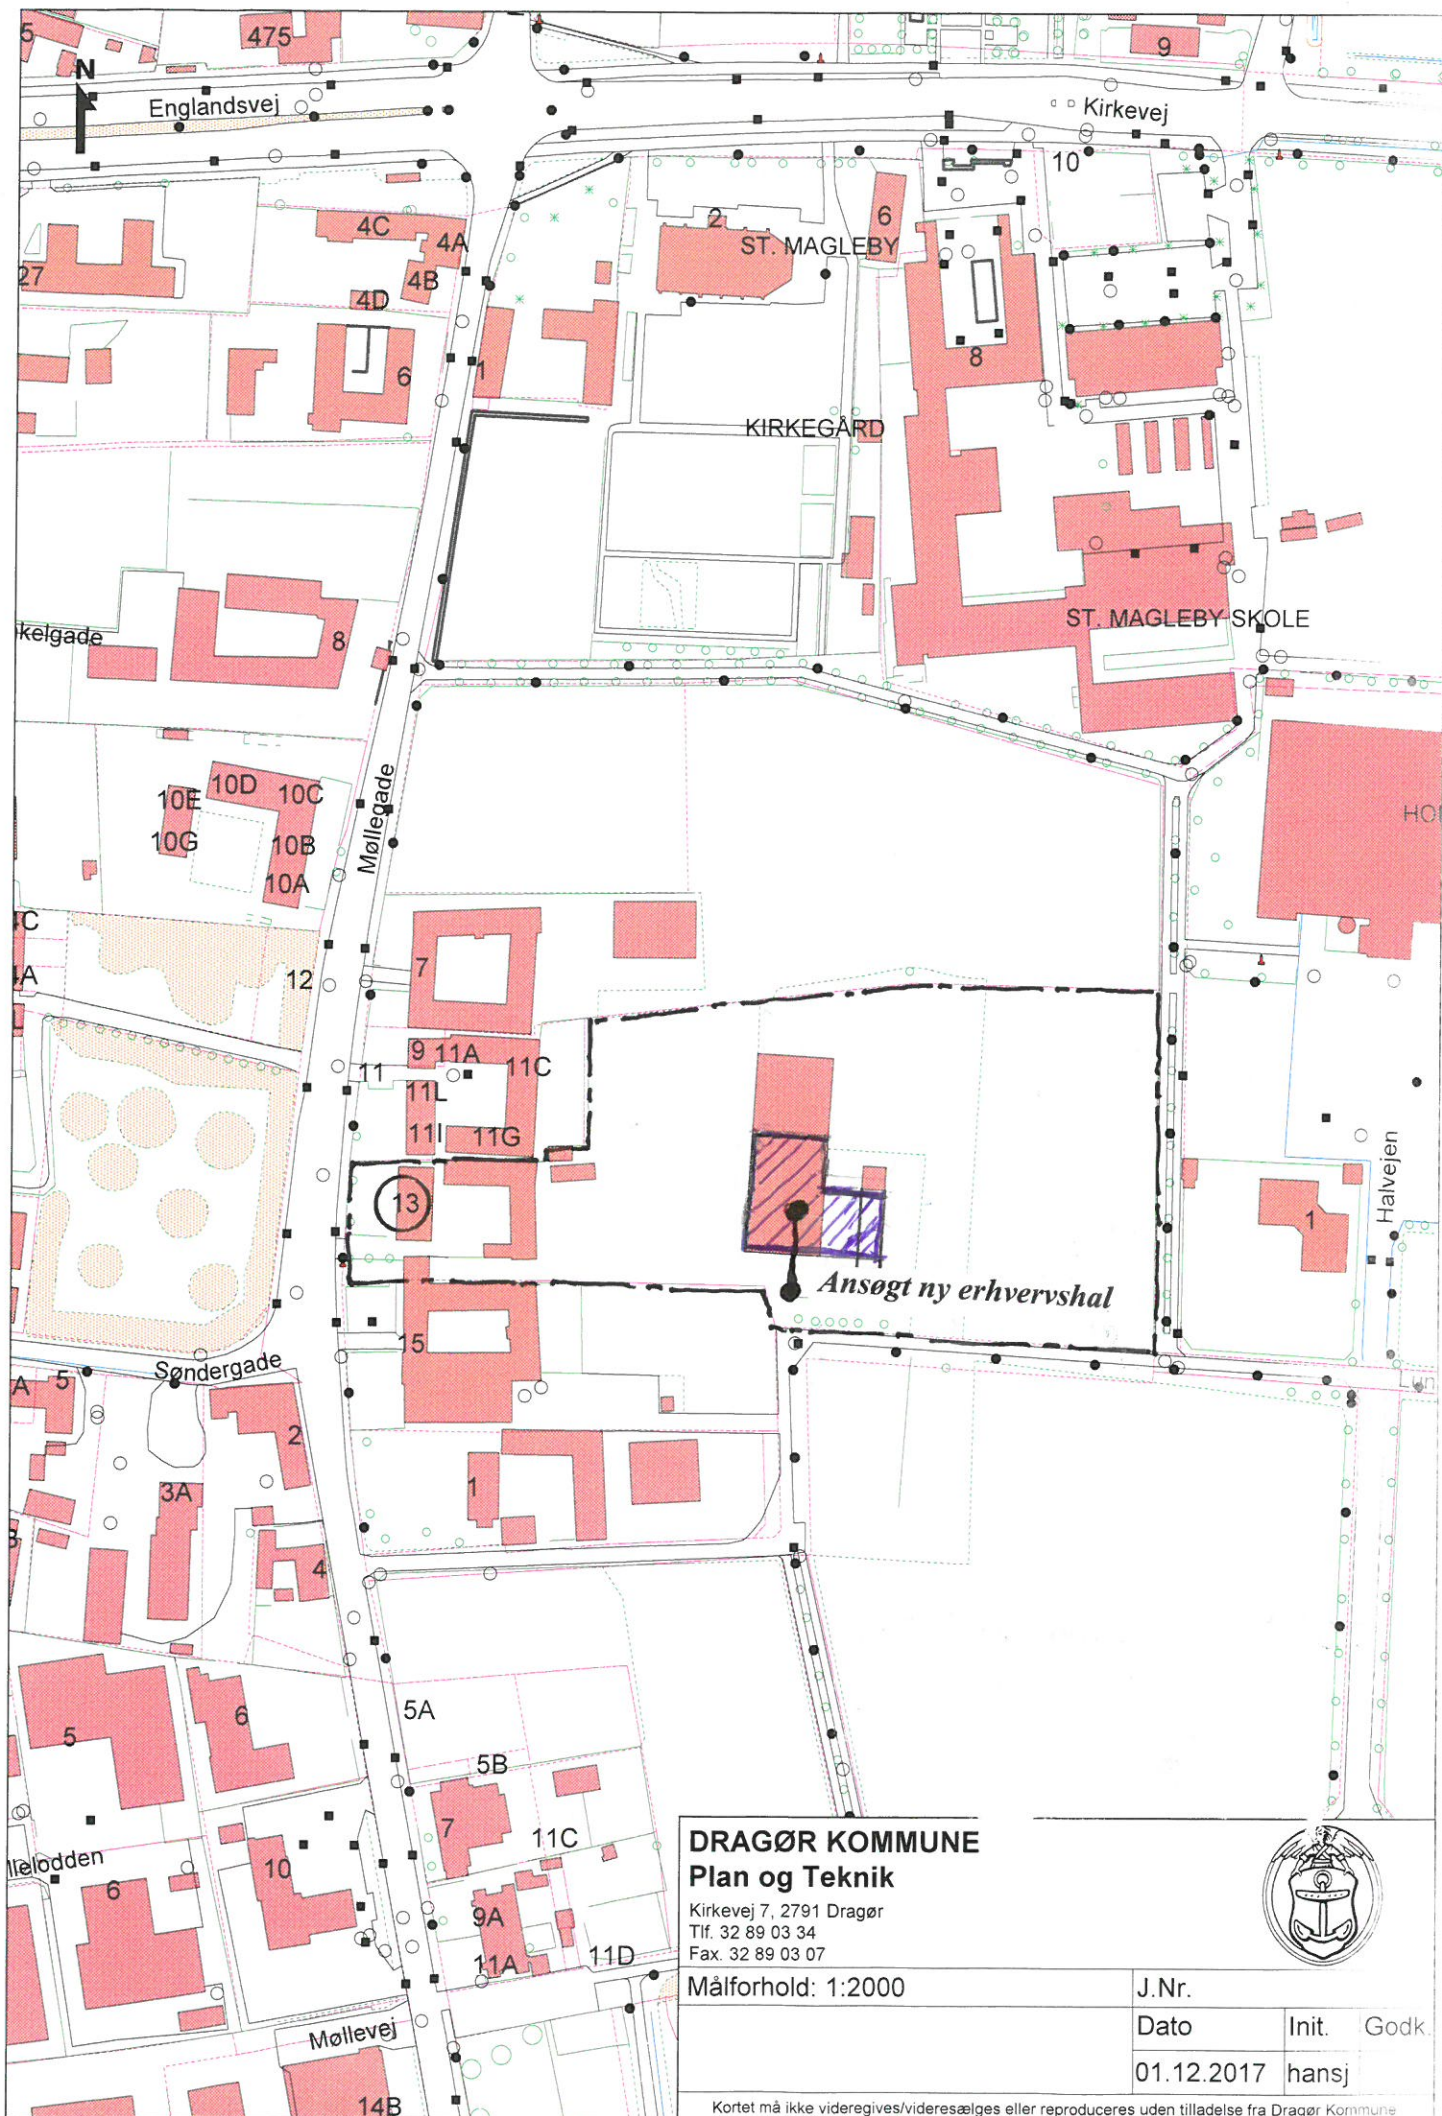 5
475
9
N
Englandsvej
Kirkevej
10
4C
4A
2
6
ST. MAGLEBY
27
4B
4D
6
1
8
KIRKEGÅRD
kelgade
8
ST. MAGLEBY SKOLE
10D
10E
10C
Møllegade
10G
10B
10A
4C
7
4A
12
9
11A
11C
11
11L
11I
11G
Halvejen
13
1
Ansøgt ny erhvervshal
15
Søndergade
A
5
2
3A
1
4
5A
6
5
5B
7
11C
llelodden
10
6
9A
11A
11D
Møllevej
14B
DRAGØR KOMMUNE
Plan og Teknik
Kirkevej 7, 2791 Dragør
Tlf. 32 89 03 34
Fax. 32 89 03 07
Målforhold: 1:2000
J.Nr.
Dato
Init.
Godk.
01.12.2017
hansj
Kortet må ikke videregives/videresælges eller reproduceres uden tilladelse fra Dragør Kommune